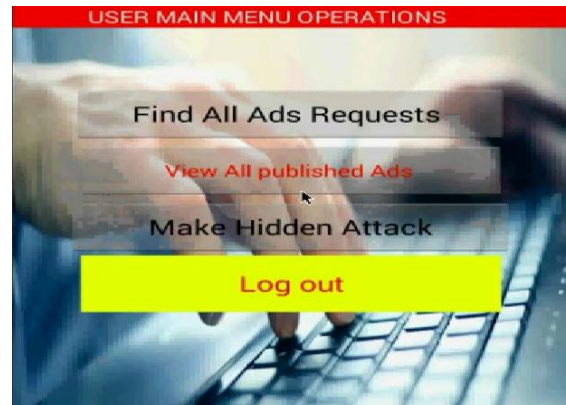 USER MAIN MENU OPERATIONS
Find All Ads Requests
View All published Ads
Make Hidden Attack
Log out